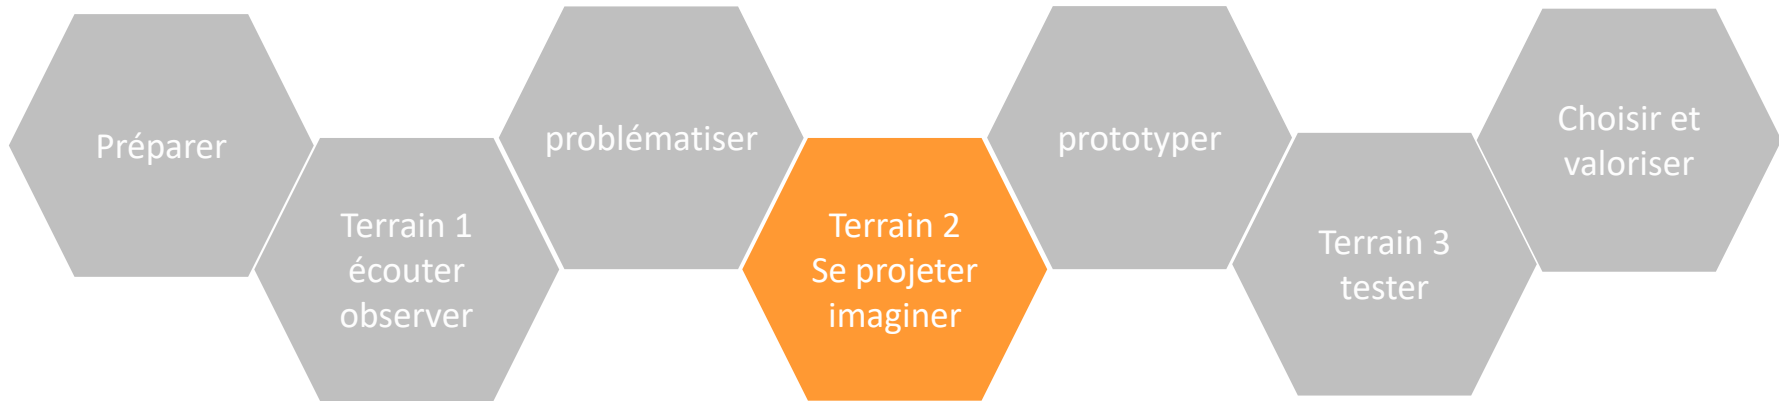 Préparer
Terrain 1
écouter
observer
problématiser
Terrain 2
Se projeter
imaginer
prototyper
Terrain 3
tester
Choisir et
valoriser